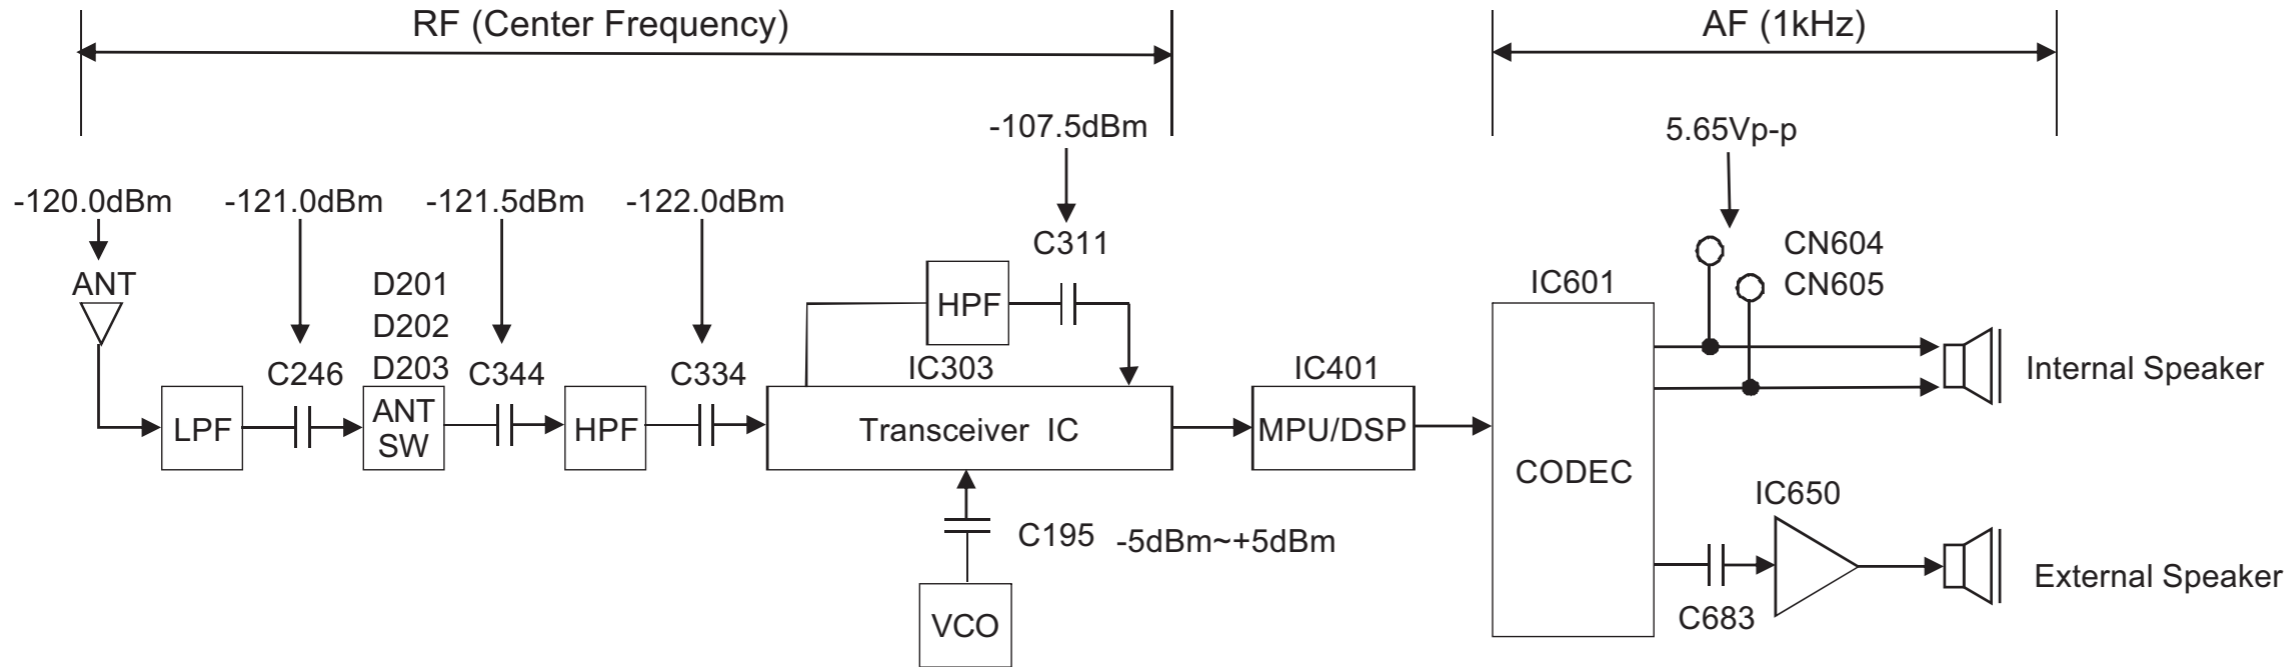 RF (Center Frequency)
AF (1kHz)
-107.5dBm
5.65Vp-p
-120.0dBm
-121.0dBm
-121.5dBm
-122.0dBm
C311
CN604
CN605
ANT
D201
D202
D203
HPF
IC601
C246
C344
C334
IC303
IC401
Internal Speaker
LPF
ANT
SW
HPF
Transceiver IC
MPU/DSP
CODEC
IC650
C195
-5dBm~+5dBm
External Speaker
C683
VCO